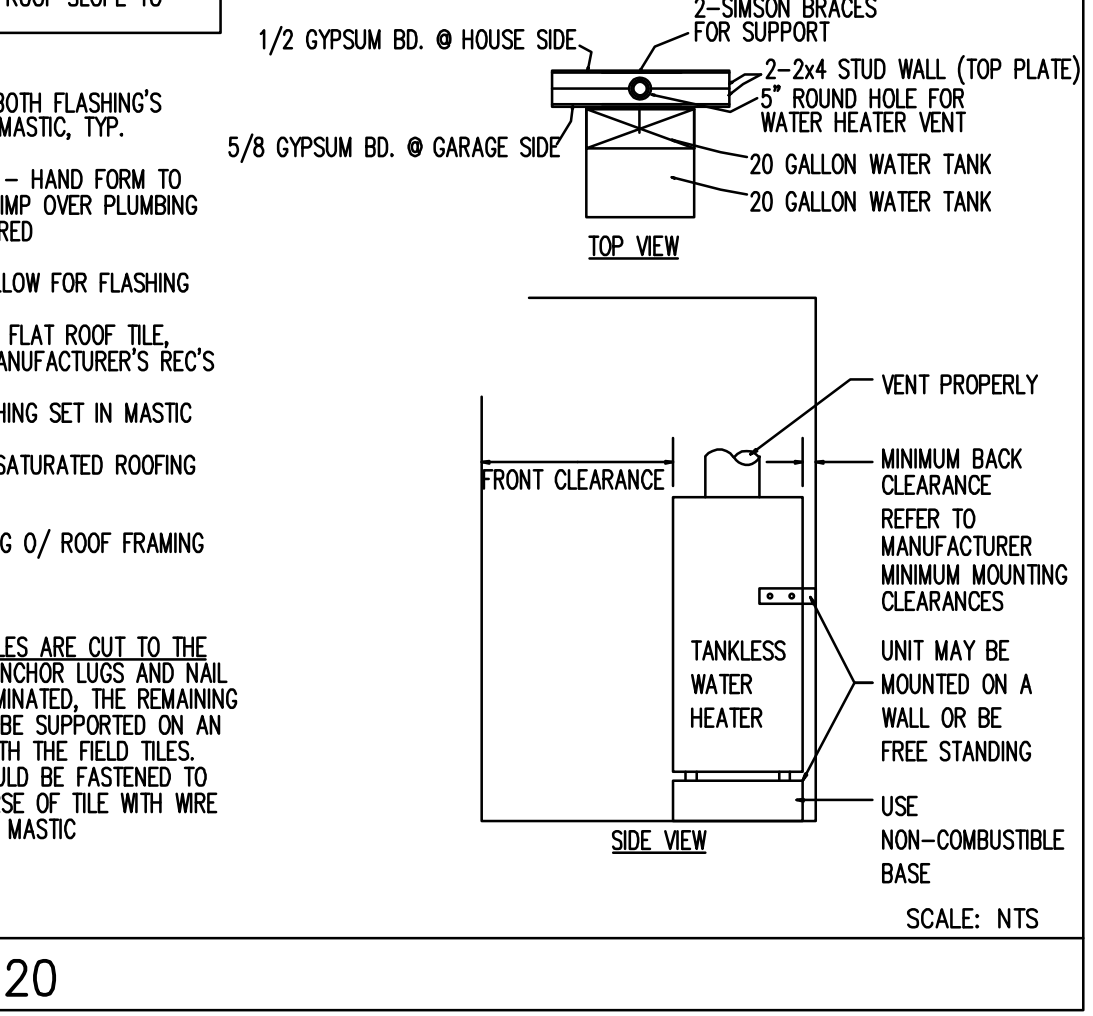 ROOF SLOPE TO
BOTH FLASHING'S
MASTIC, TYP.
– HAND FORM TO
IMP OVER PLUMBING
RED
LLOW FOR FLASHING
FLAT ROOF TILE,
ANUFACTURER'S REC'S
HING SET IN MASTIC
SATURATED ROOFING
G O/ ROOF FRAMING
LES ARE CUT TO THE
NCHOR LUGS AND NAIL
MINATED, THE REMAINING
BE SUPPORTED ON AN
TH THE FIELD TILES.
ULD BE FASTENED TO
RSE OF TILE WITH WIRE
MASTIC
2-SIMSON BRACES
FOR SUPPORT
1/2 GYPSUM BD. @ HOUSE SIDE
2-2x4 STUD WALL (TOP PLATE)
5" ROUND HOLE FOR
WATER HEATER VENT
5/8 GYPSUM BD. @ GARAGE SIDE
20 GALLON WATER TANK
20 GALLON WATER TANK
TOP VIEW
VENT PROPERLY
FRONT CLEARANCE
MINIMUM BACK
CLEARANCE
REFER TO
MANUFACTURER
MINIMUM MOUNTING
CLEARANCES
TANKLESS
WATER
HEATER
UNIT MAY BE
MOUNTED ON A
WALL OR BE
FREE STANDING
USE
NON-COMBUSTIBLE
BASE
SIDE VIEW
SCALE: NTS
20